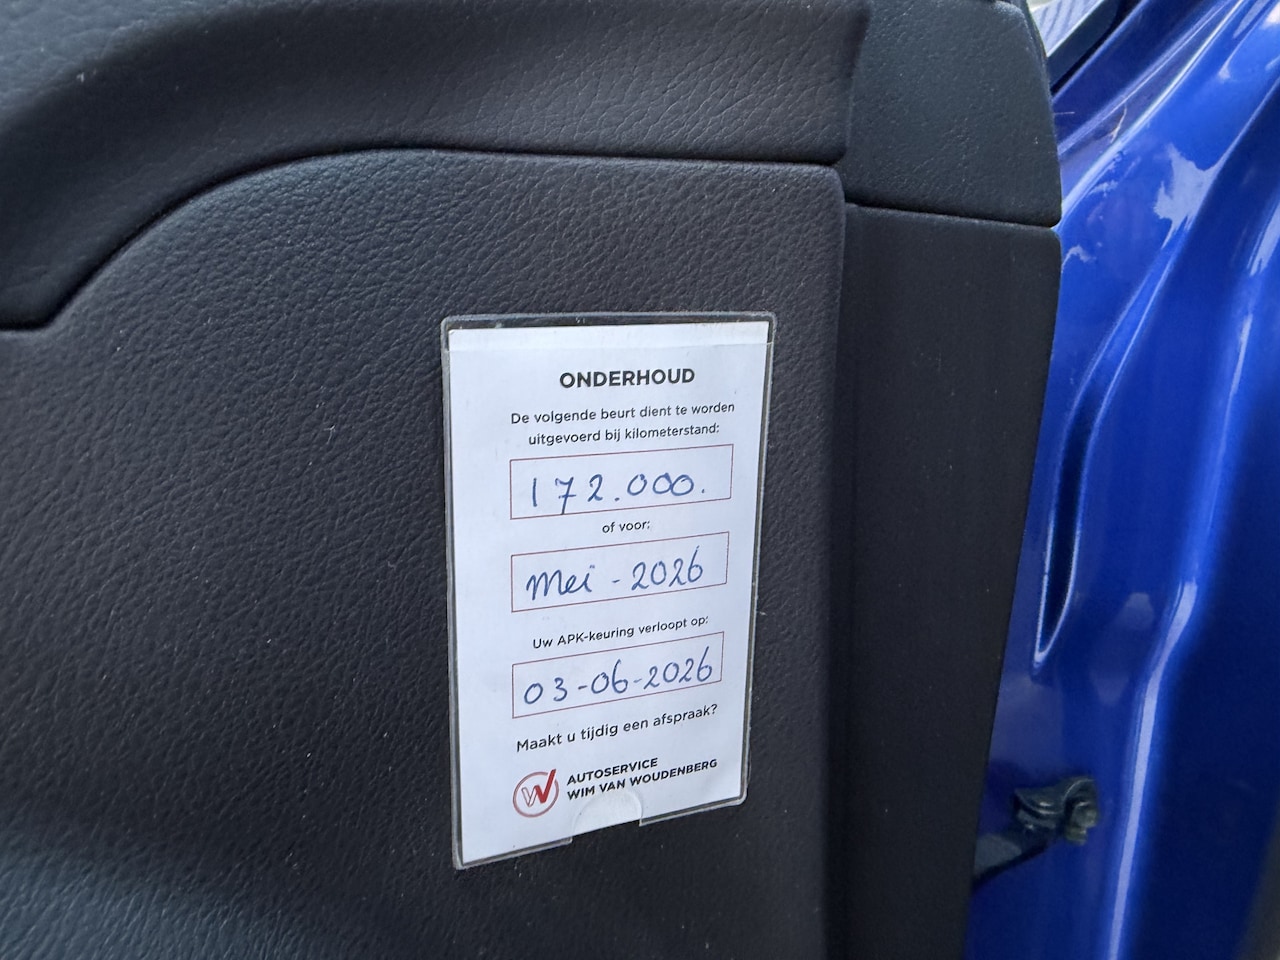 ONDERHOUD
De volgende beurt dient te worden
uitgevoerd bij kilometerstand:
172.000.
of voor:
Mei - 2026
Uw APK-keuring verloopt op:
03-06-2026
Maakt u tijdig een afspraak?
AUTOSERVICE
WIM VAN WOUDENBERG